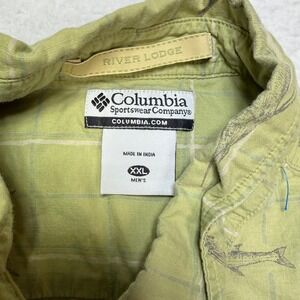 RIVER LODGE
Columbia
Sportswear Company®
COLUMBIA.COM
MADE IN INDIA
XXL
MEN'S